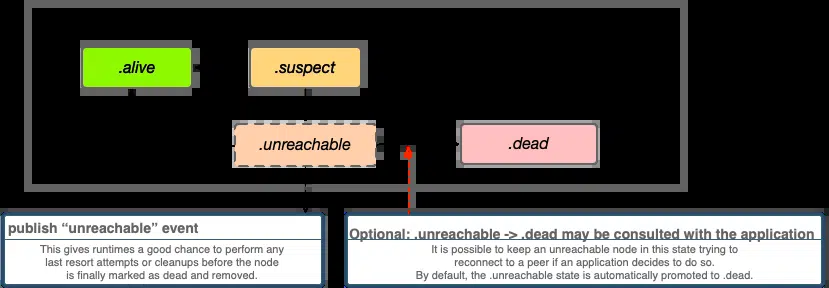 .alive
.suspect
.unreachable
.dead
publish “unreachable” event
This gives runtimes a good chance to perform any
last resort attempts or cleanups before the node
is finally marked as dead and removed.
Optional: .unreachable -> .dead may be consulted with the application
It is possible to keep an unreachable node in this state trying to
reconnect to a peer if an application decides to do so.
By default, the .unreachable state is automatically promoted to .dead.